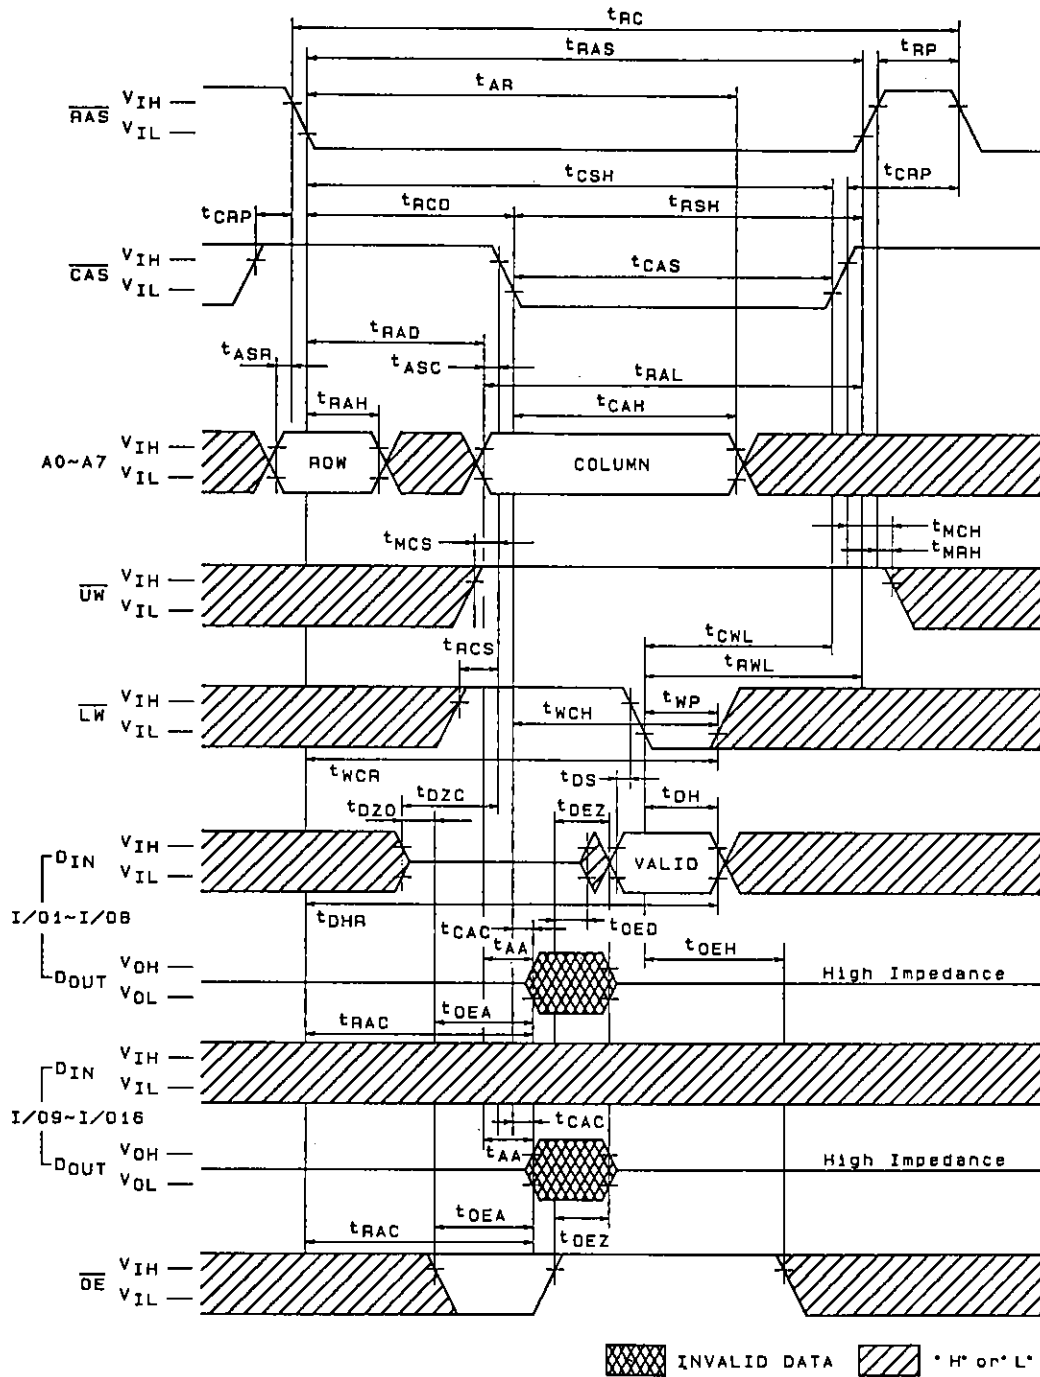 tRC
tRAS tRP
tAR
RAS VIH
VIL
tCSH tCRP
tCRP tRCD tRSH
CAS VIH
VIL
tCAS
tRAD
tASR tASC tRAL
tRAH tCAH
A0~A7 VIH
VIL
ROW COLUMN
tMCS tMCH
tMRH
UW VIH
VIL
tCWL
tRCS tRWL
LW VIH
VIL
tWCH tWP
tWCR tDS
tDZO tDZC tOEZ tDH
DIN VIH
VIL
VALID
I/O1~I/O8
tDHR tCAC tOED
tAA tOEH
DOUT VOH
VOL
High Impedance
tRAC tOEA
DIN VIH
VIL
I/O9~I/O16
tCAC
tAA
DOUT VOH
VOL
High Impedance
tRAC tOEA tOEZ
OE VIH
VIL
INVALID DATA "H" or "L"